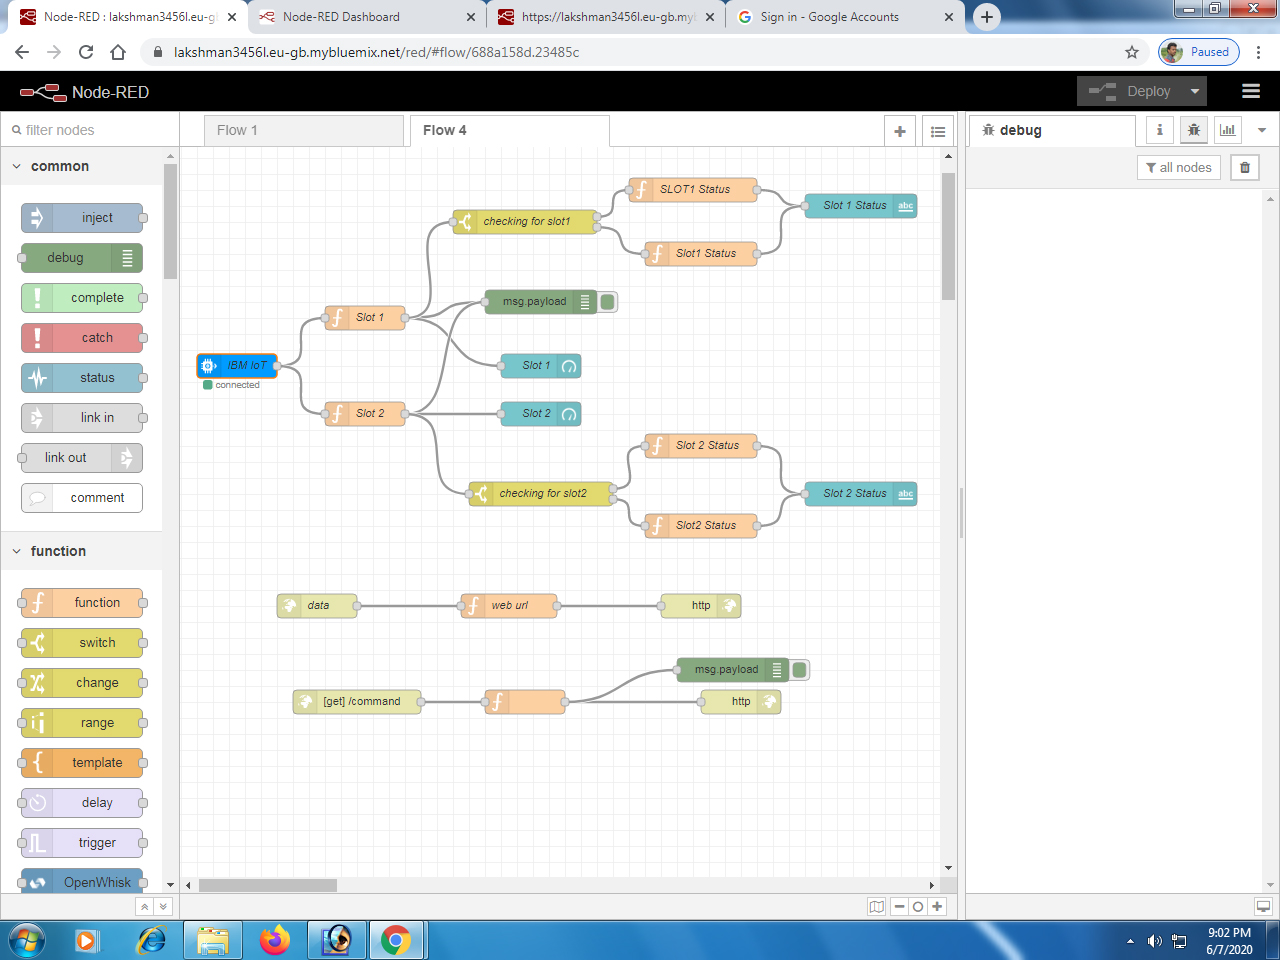 Node-RED : lakshman3456l.eu-gb
Node-RED Dashboard
https://lakshman3456l.eu-gb.myb
Sign in - Google Accounts
lakshman3456l.eu-gb.mybluemix.net/red/#flow/688a158d.23485c
Paused
Node-RED
Deploy
filter nodes
Flow 1
Flow 4
debug
i
all nodes
common
inject
debug
complete
catch
status
link in
link out
comment
function
function
switch
change
range
template
delay
trigger
OpenWhisk
SLOT1 Status
Slot 1 Status
abc
checking for slot1
Slot1 Status
msg.payload
Slot 1
IBM IoT
connected
Slot 1
Slot 2
Slot 2
Slot 2 Status
checking for slot2
Slot 2 Status
abc
Slot2 Status
data
web url
http
msg.payload
[get] /command
http
9:02 PM
6/7/2020